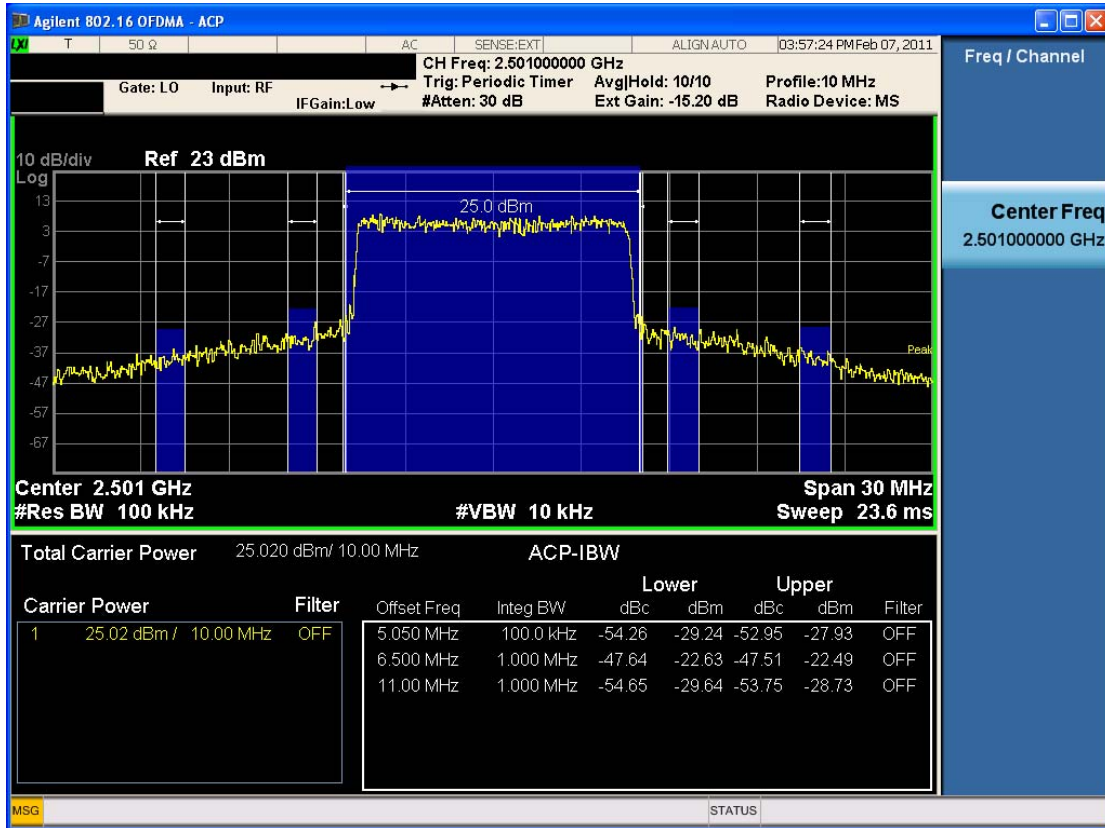 Agilent 802.16 OFDMA - ACP
LXI T 50 Ω AC SENSE:EXT ALIGNAUTO 03:57:24 PMFeb 07, 2011
Freq / Channel
CH Freq: 2.501000000 GHz
Gate: LO Input: RF Trig: Periodic Timer Avg|Hold: 10/10 Profile:10 MHz
IFGain:Low #Atten: 30 dB Ext Gain: -15.20 dB Radio Device: MS
10 dB/div Ref 23 dBm
Log
13
25.0 dBm
3
-7
-17
-27
-37
Peak
-47
-57
-67
Center Freq
2.501000000 GHz
Center 2.501 GHz Span 30 MHz
#Res BW 100 kHz #VBW 10 kHz Sweep 23.6 ms
Total Carrier Power 25.020 dBm/ 10.00 MHz ACP-IBW
Lower Upper
Carrier Power Filter Offset Freq Integ BW dBc dBm dBc dBm Filter
1 25.02 dBm / 10.00 MHz OFF 5.050 MHz 100.0 kHz -54.26 -29.24 -52.95 -27.93 OFF
6.500 MHz 1.000 MHz -47.64 -22.63 -47.51 -22.49 OFF
11.00 MHz 1.000 MHz -54.65 -29.64 -53.75 -28.73 OFF
MSG STATUS